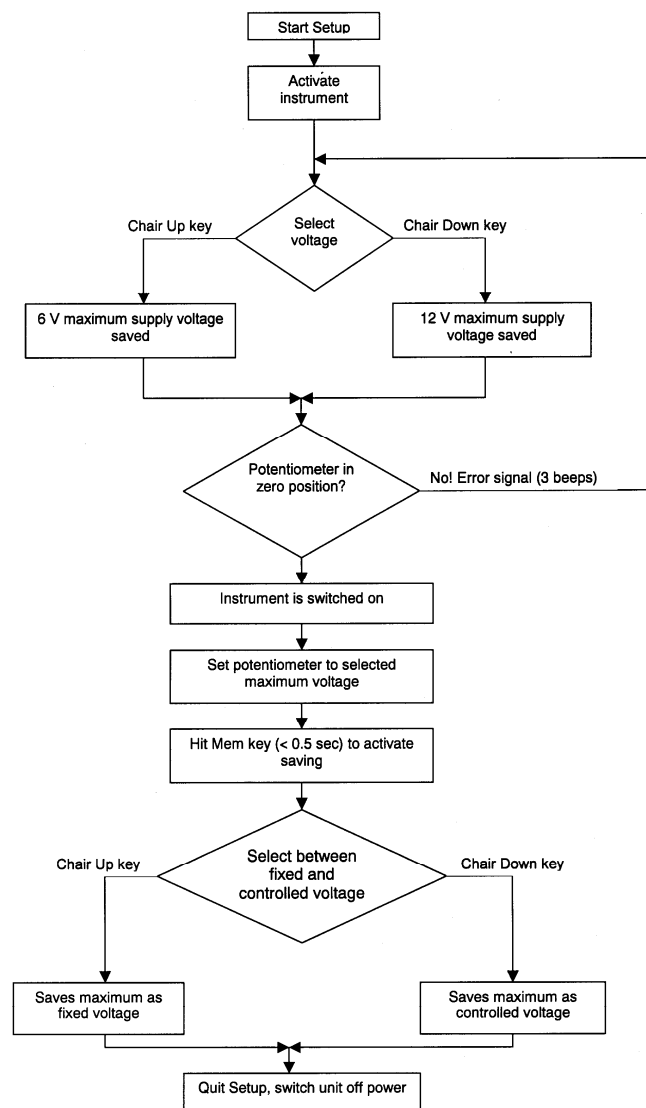 Start Setup
Activate
instrument
Select
voltage
Chair Up key
Chair Down key
6 V maximum supply voltage
saved
12 V maximum supply
voltage saved
Potentiometer in
zero position?
No! Error signal (3 beeps)
Instrument is switched on
Set potentiometer to selected
maximum voltage
Hit Mem key (< 0.5 sec) to activate
saving
Chair Up key
Select between
fixed and
controlled voltage
Chair Down key
Saves maximum as
fixed voltage
Saves maximum as
controlled voltage
Quit Setup, switch unit off power